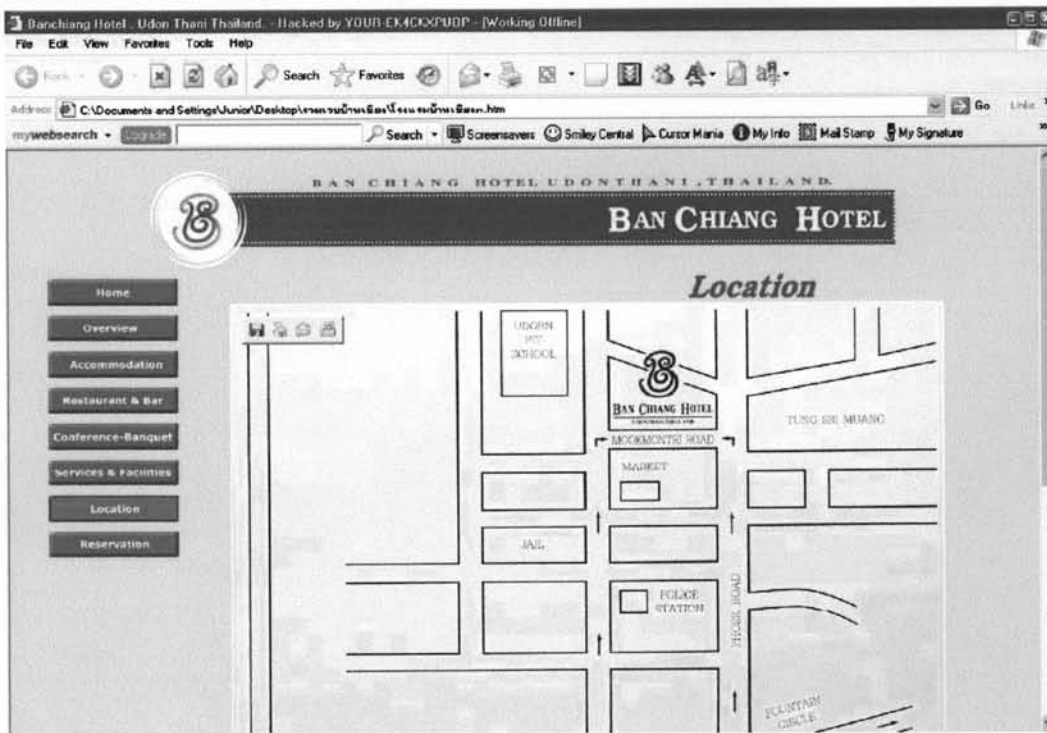 Banchiang Hotel . Udon Thani Thailand. - Hacked by YOUR-EK4CKXPUOP - [Working Offline]
File Edit View Favorites Tools Help
Back Search Favorites
Address C:\Documents and Settings\Junior\Desktop\ .htm Go Links
mywebsearch Upgrade Search Screensavers Smiley Central Cursor Mania My Info Mail Stamp My Signature
BAN CHIANG HOTEL UDONTHANI, THAILAND.
BAN CHIANG HOTEL
Location
Home
Overview
Accommodation
Restaurant & Bar
Conference-Banquet
Services & Facilities
Location
Reservation
UDORN
PIT-
SCHOOL
BAN CHIANG HOTEL
TUNG SRI MUANG
MOOKMONTRI ROAD
MARKET
JAIL
POLICE
STATION
PHOSRI ROAD
FOUNTAIN
CIRCLE